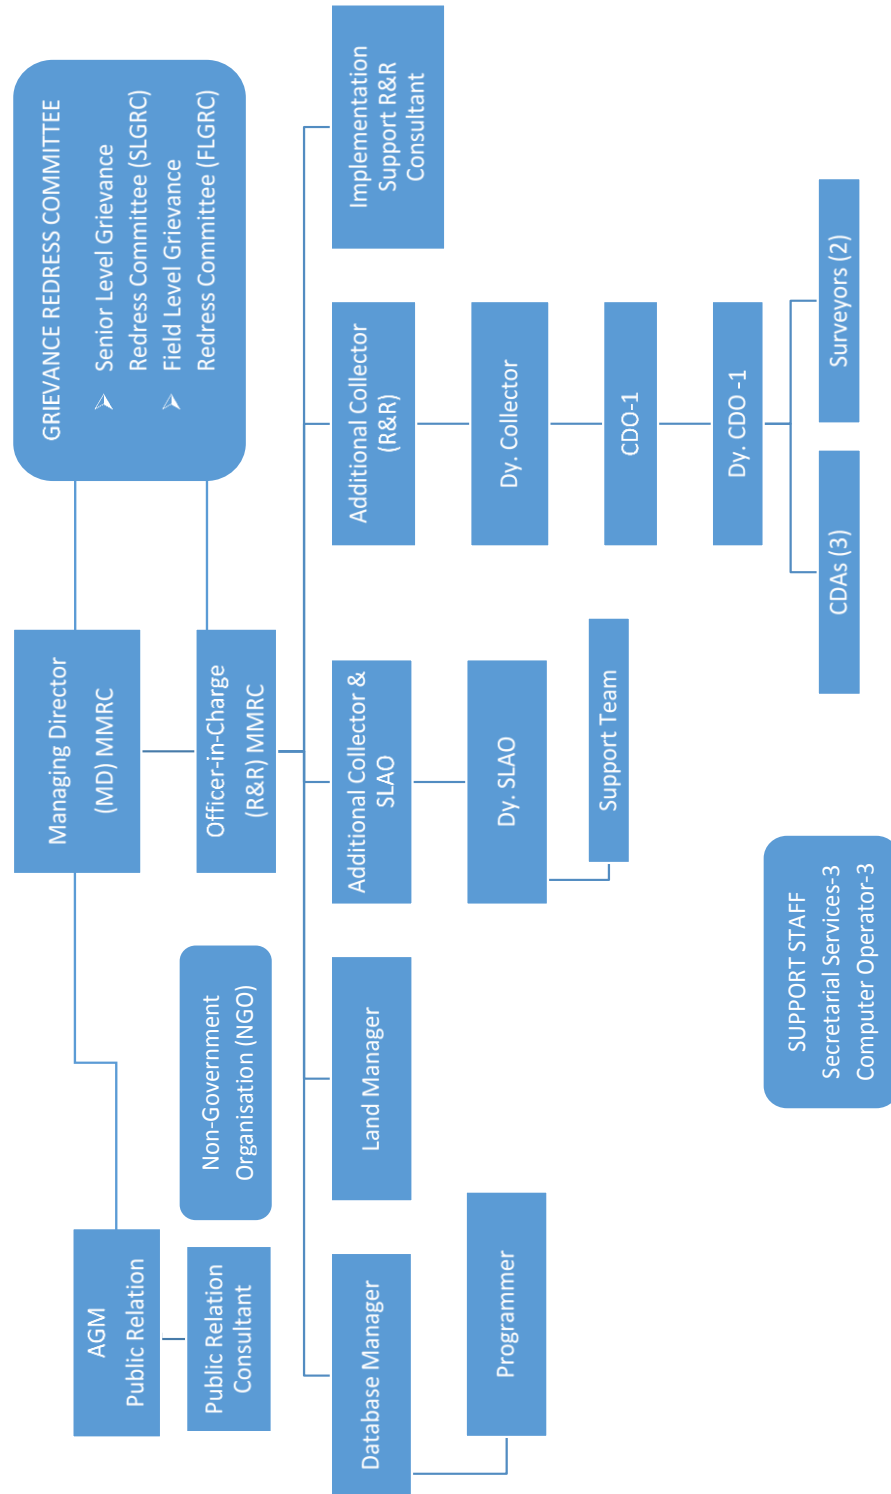 AGM
Public Relation
Public Relation
Consultant
Managing Director
(MD) MMRC
GRIEVANCE REDRESS COMMITTEE
➢ Senior Level Grievance
Redress Committee (SLGRC)
➢ Field Level Grievance
Redress Committee (FLGRC)
Non-Government
Organisation (NGO)
Officer-in-Charge
(R&R) MMRC
Database Manager
Land Manager
Additional Collector &
SLAO
Additional Collector
(R&R)
Implementation
Support R&R
Consultant
Programmer
Dy. SLAO
Dy. Collector
Support Team
CDO-1
Dy. CDO -1
CDAs (3)
Surveyors (2)
SUPPORT STAFF
Secretarial Services-3
Computer Operator-3